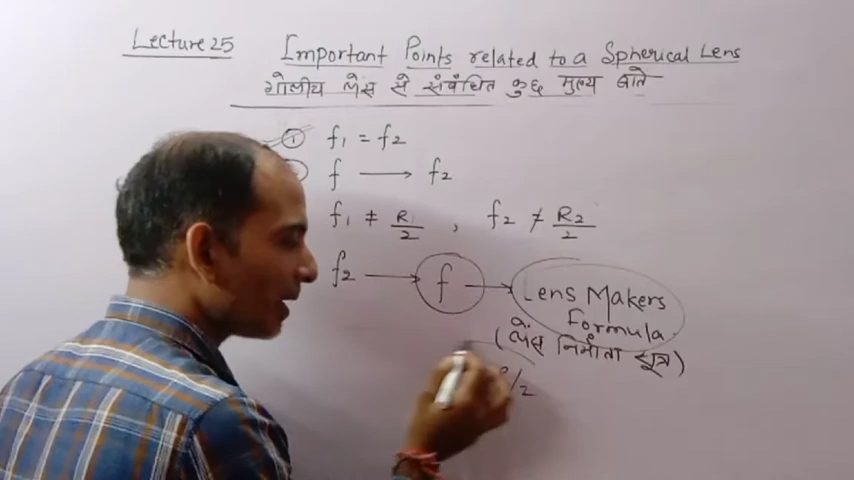 Lecture 25 Important Points related to a Spherical Lens
गोलीय लेंस से संबंधित कुछ मुख्य बाते
① f₁ = f₂
f ⟶ f₂
f₁ ≠ R₁/2 , f₂ ≠ R₂/2
f₂ ⟶ f ⟶ Lens Makers
Formula
(लेंस निर्माता सूत्र)
/2